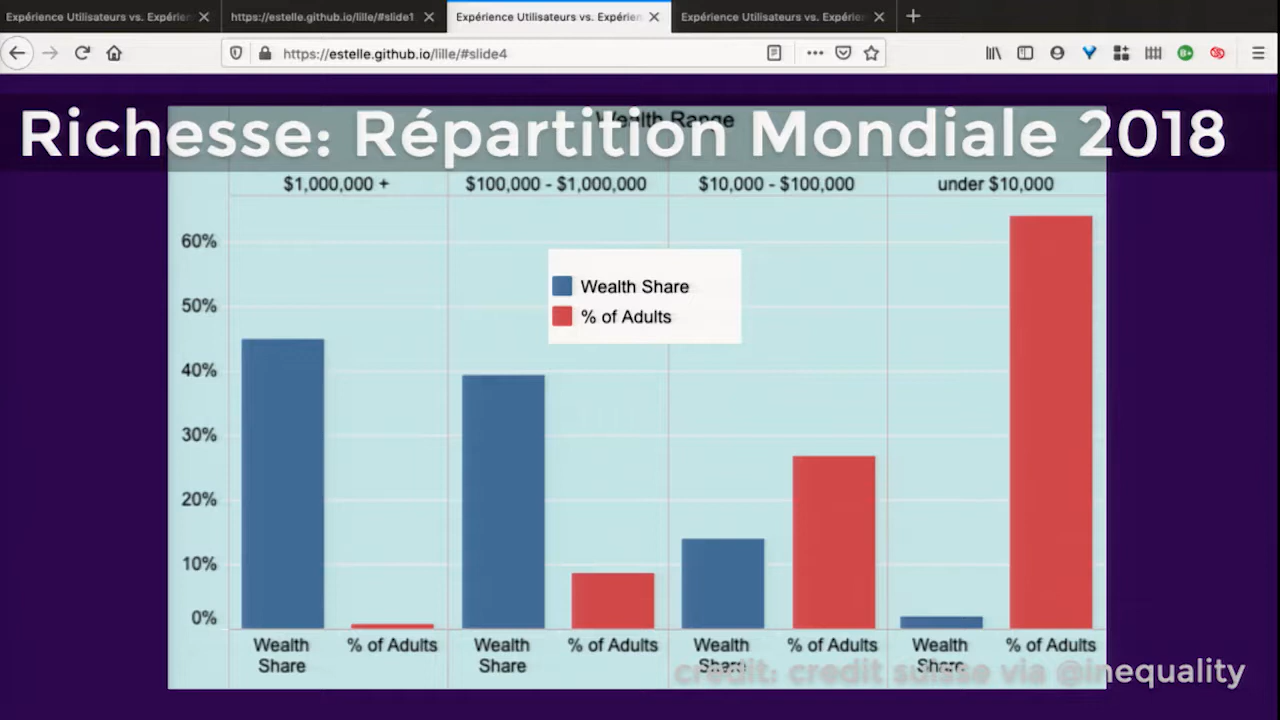 Expérience Utilisateurs vs. Expérien
https://estelle.github.io/lille/#slide1
Expérience Utilisateurs vs. Expérien
Expérience Utilisateurs vs. Expérie
https://estelle.github.io/lille/#slide4
Wealth Range
Richesse: Répartition Mondiale 2018
$1,000,000 +
$100,000 - $1,000,000
$10,000 - $100,000
under $10,000
60%
50%
40%
30%
20%
10%
0%
Wealth Share
% of Adults
Wealth Share
% of Adults
Wealth Share
% of Adults
Wealth Share
% of Adults
Wealth Share
% of Adults
credit: credit suisse via @inequality